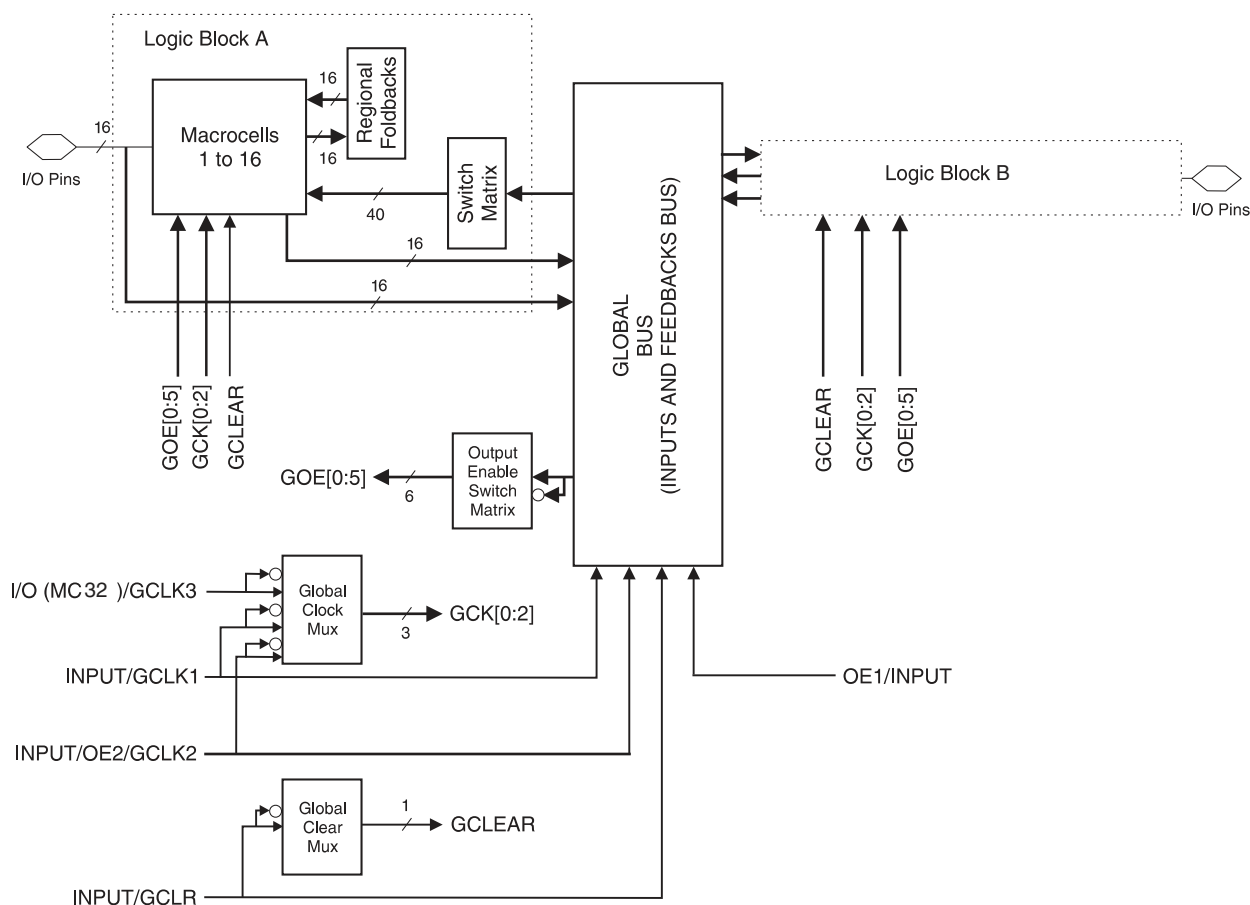 Logic Block A
16
Regional
Foldbacks
16
Macrocells
1 to 16
16
I/O Pins
40
Switch
Matrix
16
16
GOE[0:5]
GCK[0:2]
GCLEAR
GLOBAL
BUS
(INPUTS AND FEEDBACKS BUS)
Logic Block B
I/O Pins
GCLEAR
GCK[0:2]
GOE[0:5]
GOE[0:5]
6
Output
Enable
Switch
Matrix
I/O (MC32 )/GCLK3
Global
Clock
Mux
3
GCK[0:2]
INPUT/GCLK1
OE1/INPUT
INPUT/OE2/GCLK2
Global
Clear
Mux
1
GCLEAR
INPUT/GCLR